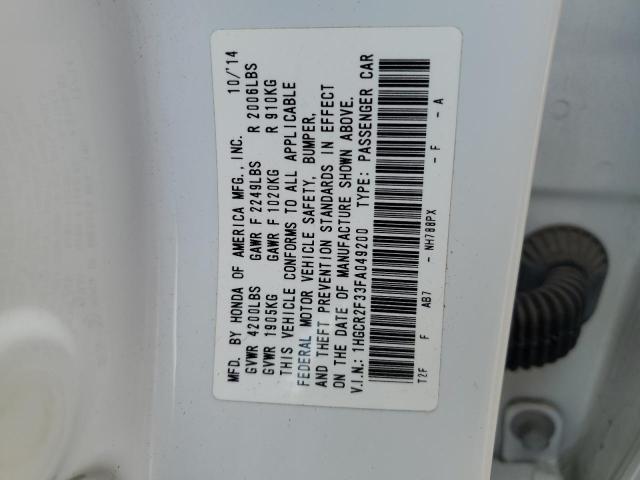 MFD. BY HONDA OF AMERICA MFG., INC. 10/'14
GVWR 4200LBS GAWR F 2249LBS R 2006LBS
GVWR 1905KG GAWR F 1020KG R 910KG
THIS VEHICLE CONFORMS TO ALL APPLICABLE
FEDERAL MOTOR VEHICLE SAFETY, BUMPER,
AND THEFT PREVENTION STANDARDS IN EFFECT
ON THE DATE OF MANUFACTURE SHOWN ABOVE.
V.I.N.: 1HGCR2F33FA049200 TYPE: PASSENGER CAR
T2F F AB7 - NH788PX - F - A